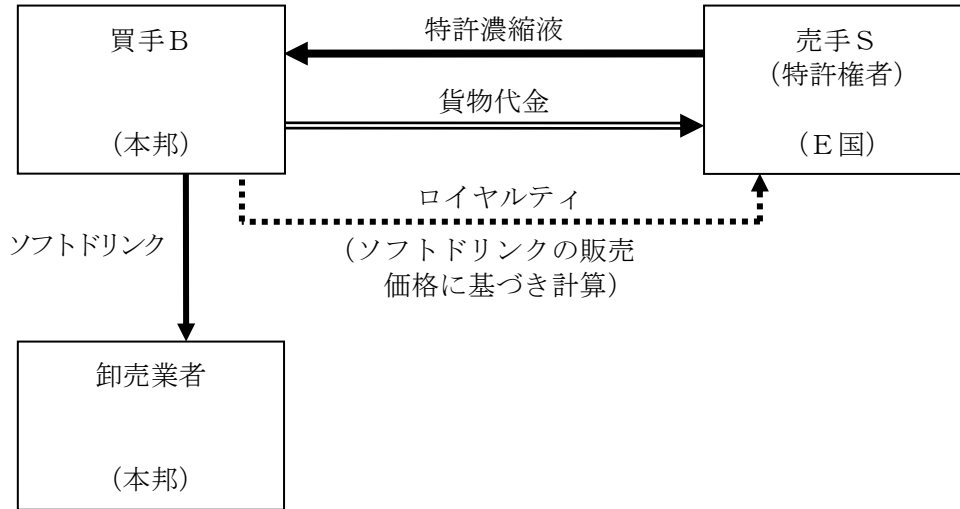 買手Ｂ
（本邦）
特許濃縮液
貨物代金
売手Ｓ
（特許権者）
（Ｅ国）
ロイヤルティ
（ソフトドリンクの販売
価格に基づき計算）
ソフトドリンク
卸売業者
（本邦）